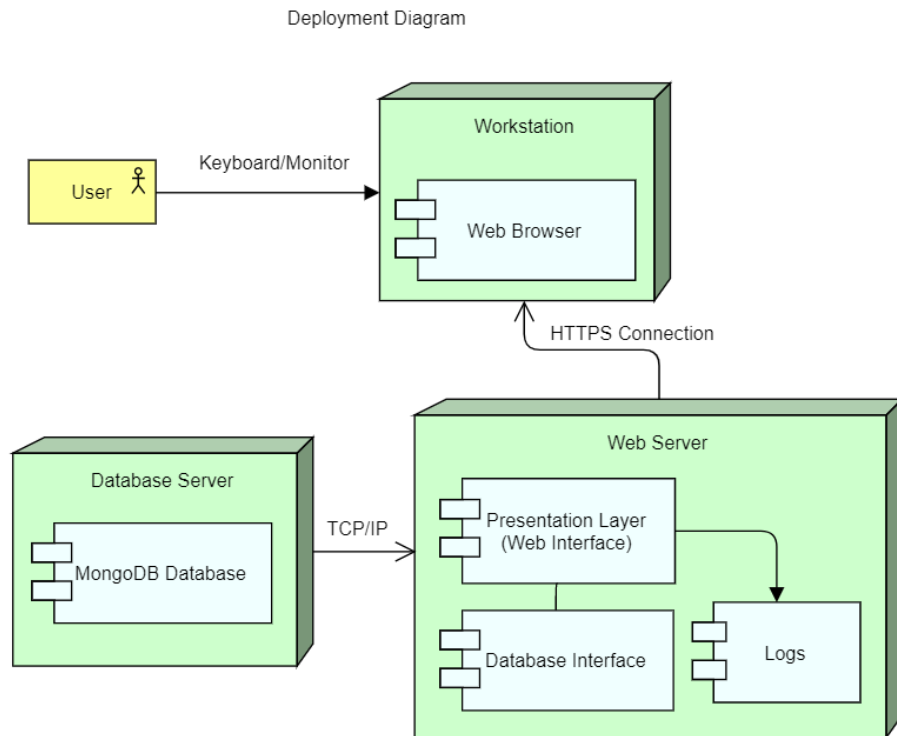 Deployment Diagram
Workstation
Keyboard/Monitor
User
Web Browser
HTTPS Connection
Web Server
Database Server
Presentation Layer
(Web Interface)
TCP/IP
MongoDB Database
Logs
Database Interface